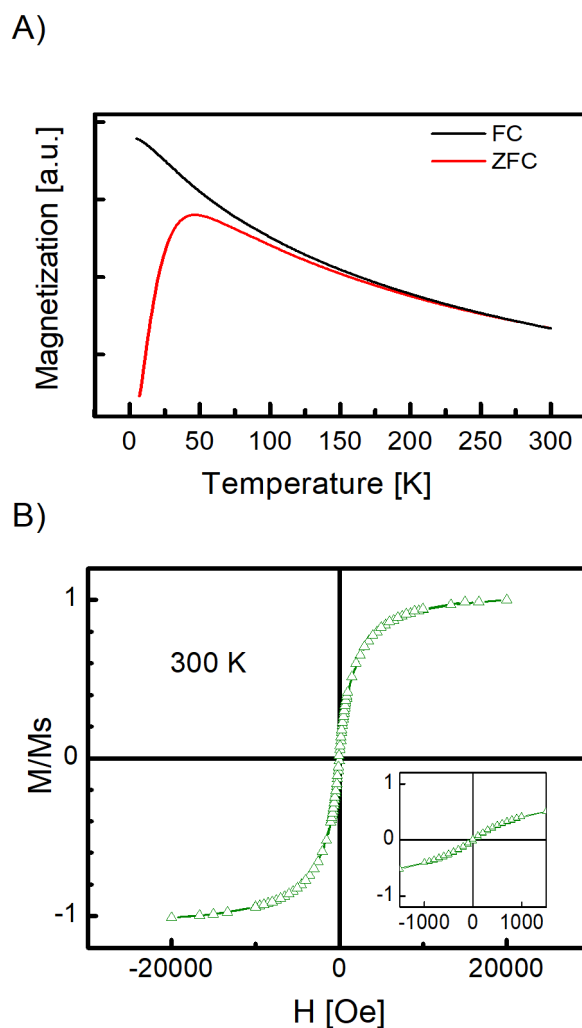 A)
Magnetization [a.u.]
FC
ZFC
0 50 100 150 200 250 300
Temperature [K]
B)
M/Ms
1
300 K
0
-1
1
0
-1
-1000 0 1000
-20000 0 20000
H [Oe]